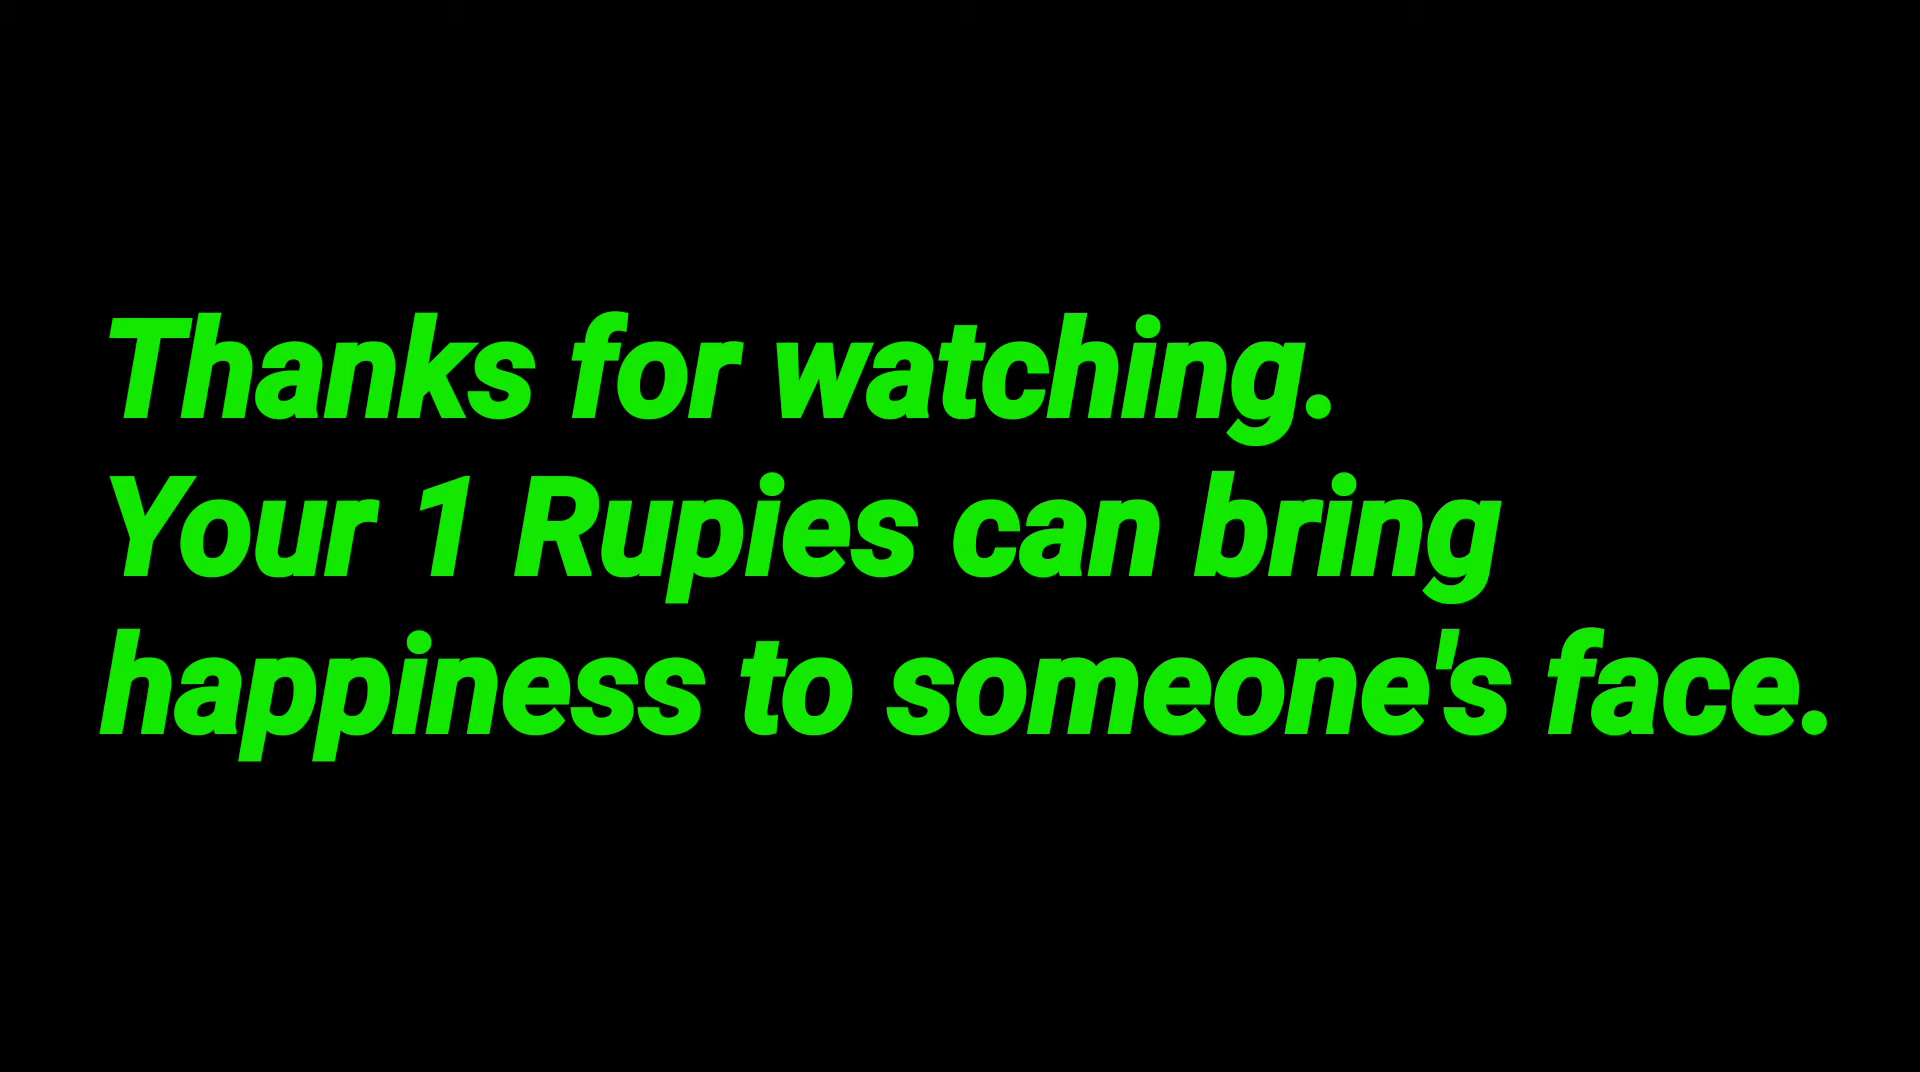 Thanks for watching.
Your 1 Rupies can bring
happiness to someone's face.